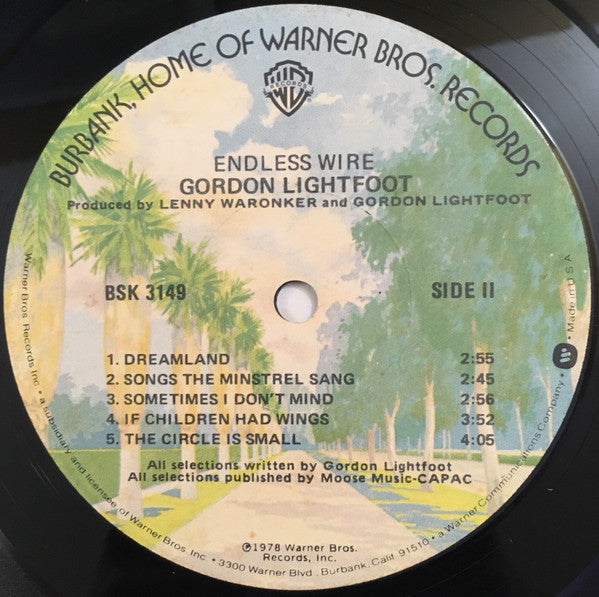 BURBANK, HOME OF WARNER BROS. RECORDS
WB
RECORDS
®
ENDLESS WIRE
GORDON LIGHTFOOT
Produced by LENNY WARONKER and GORDON LIGHTFOOT
BSK 3149
SIDE II
1. DREAMLAND 2:55
2. SONGS THE MINSTREL SANG 2:45
3. SOMETIMES I DON'T MIND 2:56
4. IF CHILDREN HAD WINGS 3:52
5. THE CIRCLE IS SMALL 4:05
All selections written by Gordon Lightfoot
All selections published by Moose Music-CAPAC
℗1978 Warner Bros.
Records, Inc.
Warner Bros. Records Inc. • a subsidiary and licensee of Warner Bros. Inc. • 3300 Warner Blvd., Burbank, Calif. 91510 • a Warner Communications Company • Made in U.S.A.